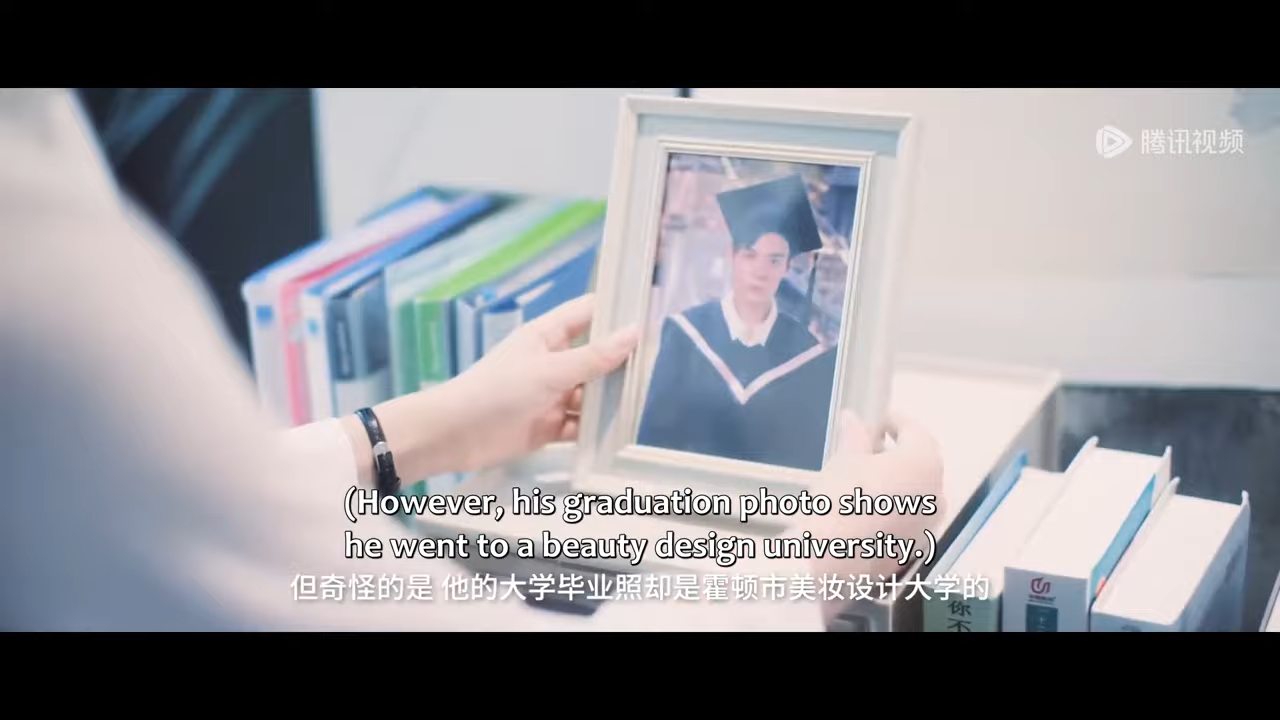 腾讯视频
(However, his graduation photo shows
he went to a beauty design university.)
但奇怪的是 他的大学毕业照却是霍顿市美妆设计大学的
你不